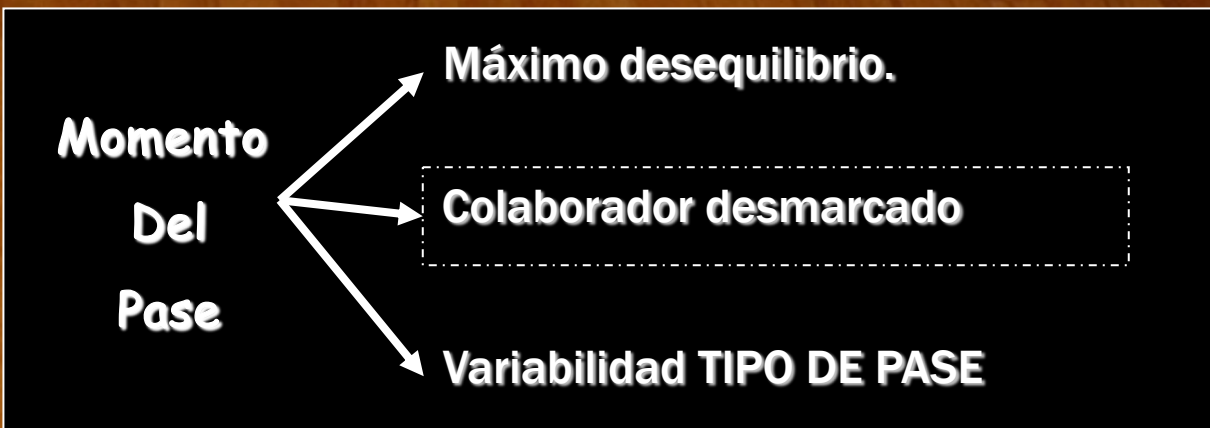 Momento
Del
Pase
Máximo desequilibrio.
Colaborador desmarcado
Variabilidad TIPO DE PASE